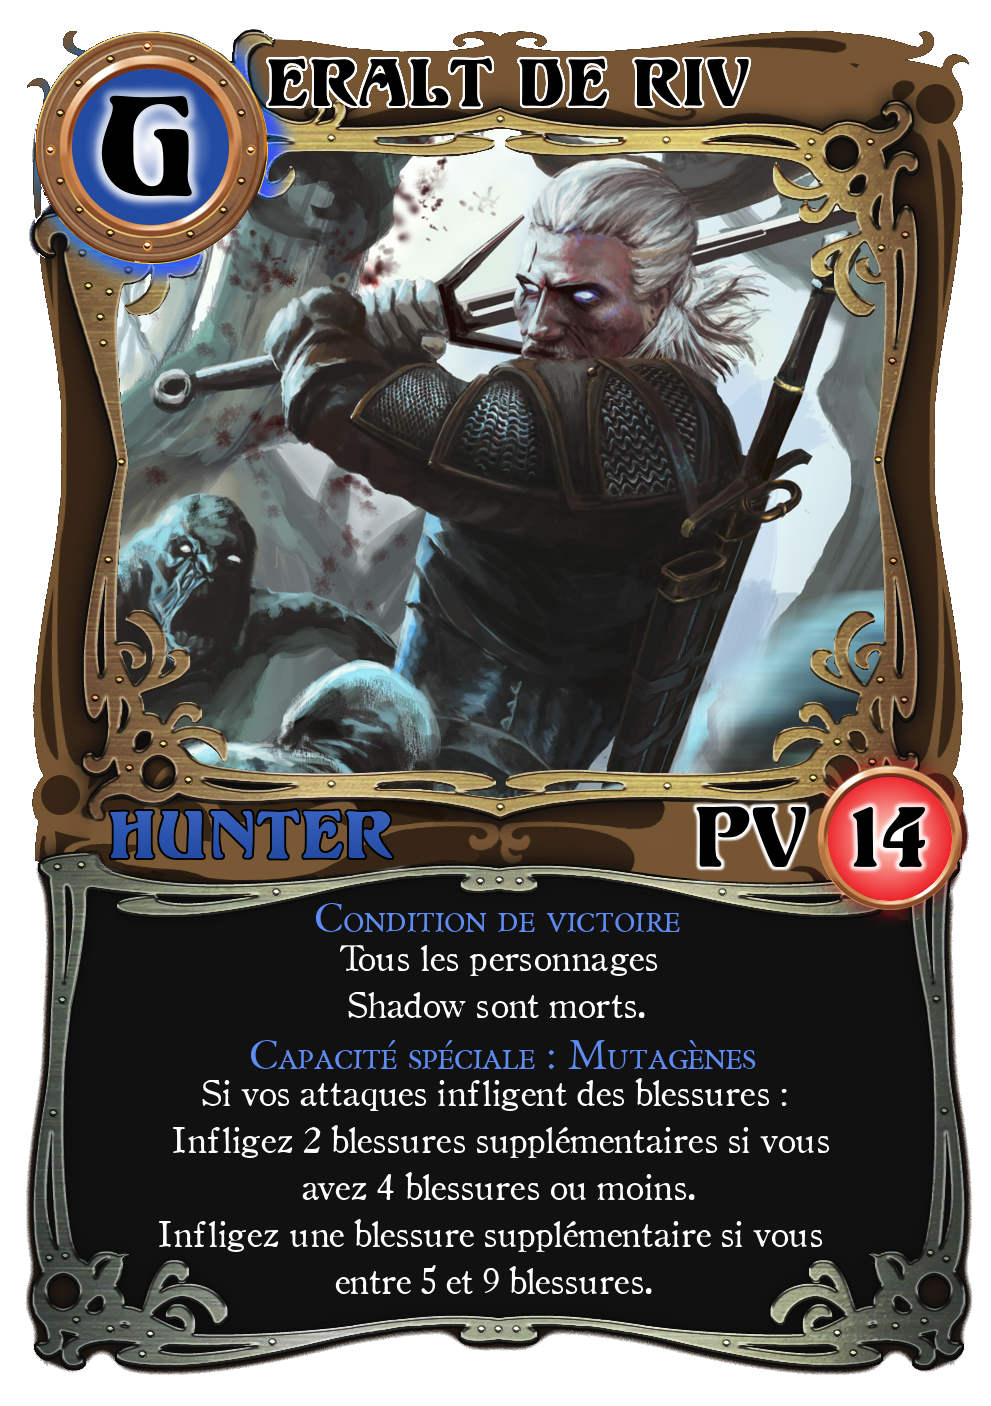 GERALT DE RIV
HUNTER
PV 14
Condition de victoire
Tous les personnages
Shadow sont morts.
Capacité spéciale : Mutagènes
Si vos attaques infligent des blessures :
Infligez 2 blessures supplémentaires si vous
avez 4 blessures ou moins.
Infligez une blessure supplémentaire si vous
entre 5 et 9 blessures.